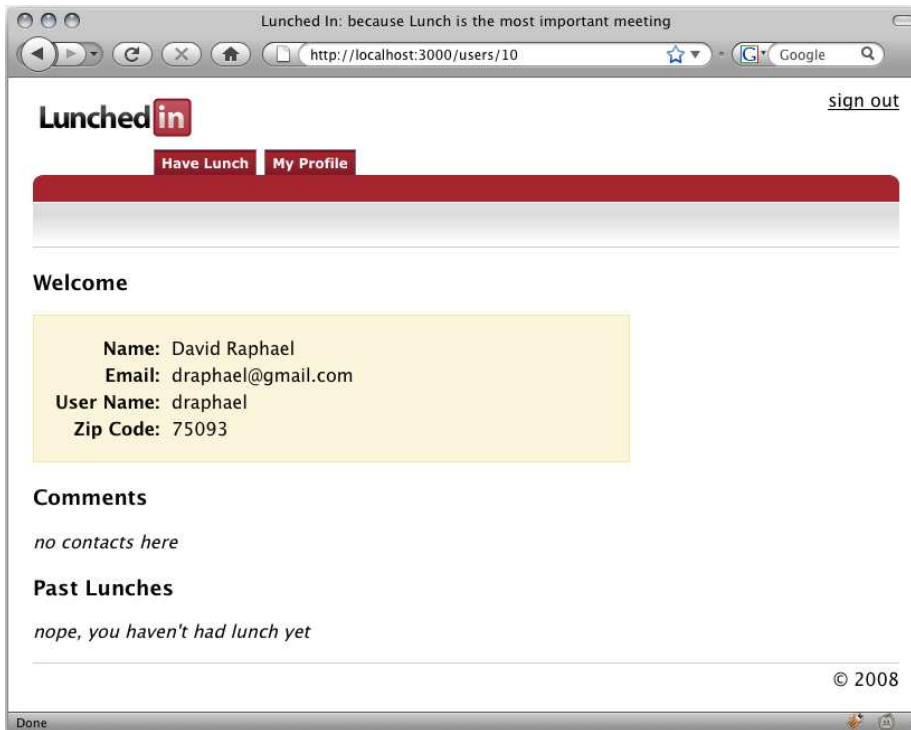 Lunched In: because Lunch is the most important meeting
http://localhost:3000/users/10
G Google
sign out
Lunched in
Have Lunch My Profile
Welcome
Name: David Raphael
Email: draphael@gmail.com
User Name: draphael
Zip Code: 75093
Comments
no contacts here
Past Lunches
nope, you haven't had lunch yet
© 2008
Done